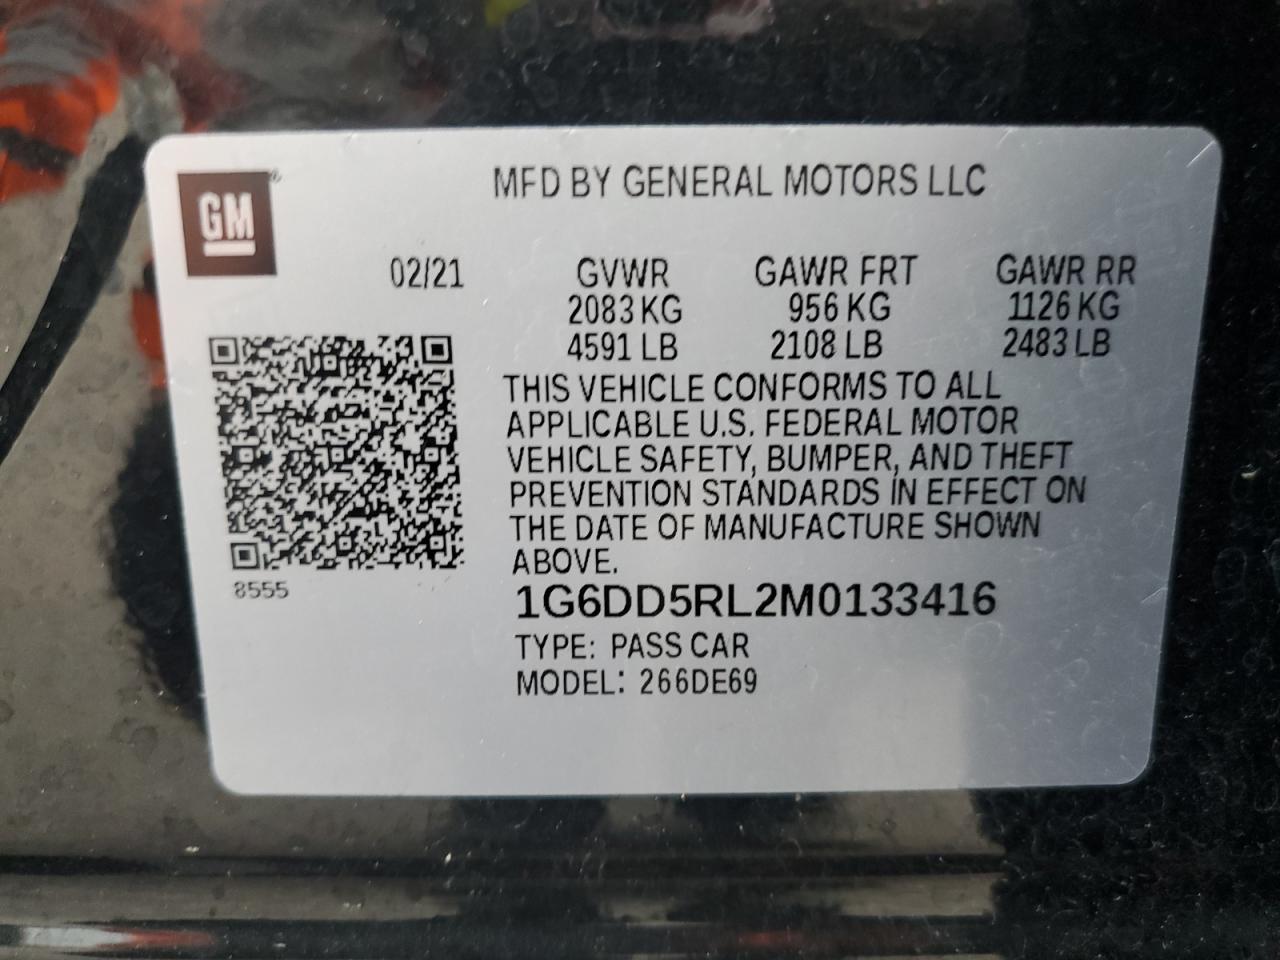 MFD BY GENERAL MOTORS LLC
GM®
02/21 GVWR GAWR FRT GAWR RR
2083 KG 956 KG 1126 KG
4591 LB 2108 LB 2483 LB
THIS VEHICLE CONFORMS TO ALL
APPLICABLE U.S. FEDERAL MOTOR
VEHICLE SAFETY, BUMPER, AND THEFT
PREVENTION STANDARDS IN EFFECT ON
THE DATE OF MANUFACTURE SHOWN
ABOVE.
8555
1G6DD5RL2M0133416
TYPE: PASS CAR
MODEL: 266DE69